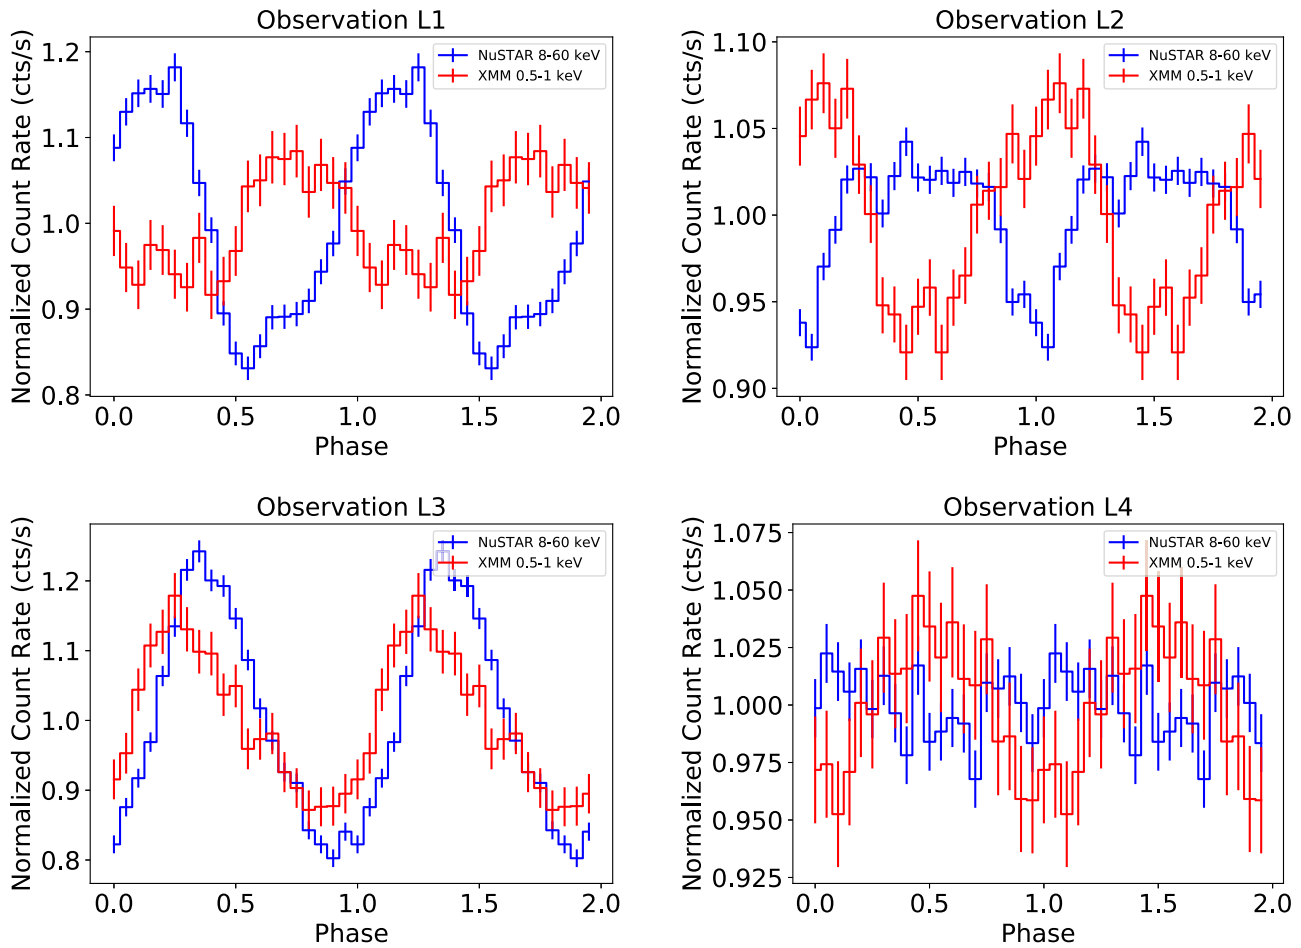 Observation L1
Normalized Count Rate (cts/s)
1.2
1.1
1.0
0.9
0.8
NuSTAR 8-60 keV
XMM 0.5-1 keV
0.0 0.5 1.0 1.5 2.0
Phase
Observation L2
Normalized Count Rate (cts/s)
1.10
1.05
1.00
0.95
0.90
NuSTAR 8-60 keV
XMM 0.5-1 keV
0.0 0.5 1.0 1.5 2.0
Phase
Observation L3
Normalized Count Rate (cts/s)
1.2
1.1
1.0
0.9
0.8
NuSTAR 8-60 keV
XMM 0.5-1 keV
0.0 0.5 1.0 1.5 2.0
Phase
Observation L4
Normalized Count Rate (cts/s)
1.075
1.050
1.025
1.000
0.975
0.950
0.925
NuSTAR 8-60 keV
XMM 0.5-1 keV
0.0 0.5 1.0 1.5 2.0
Phase